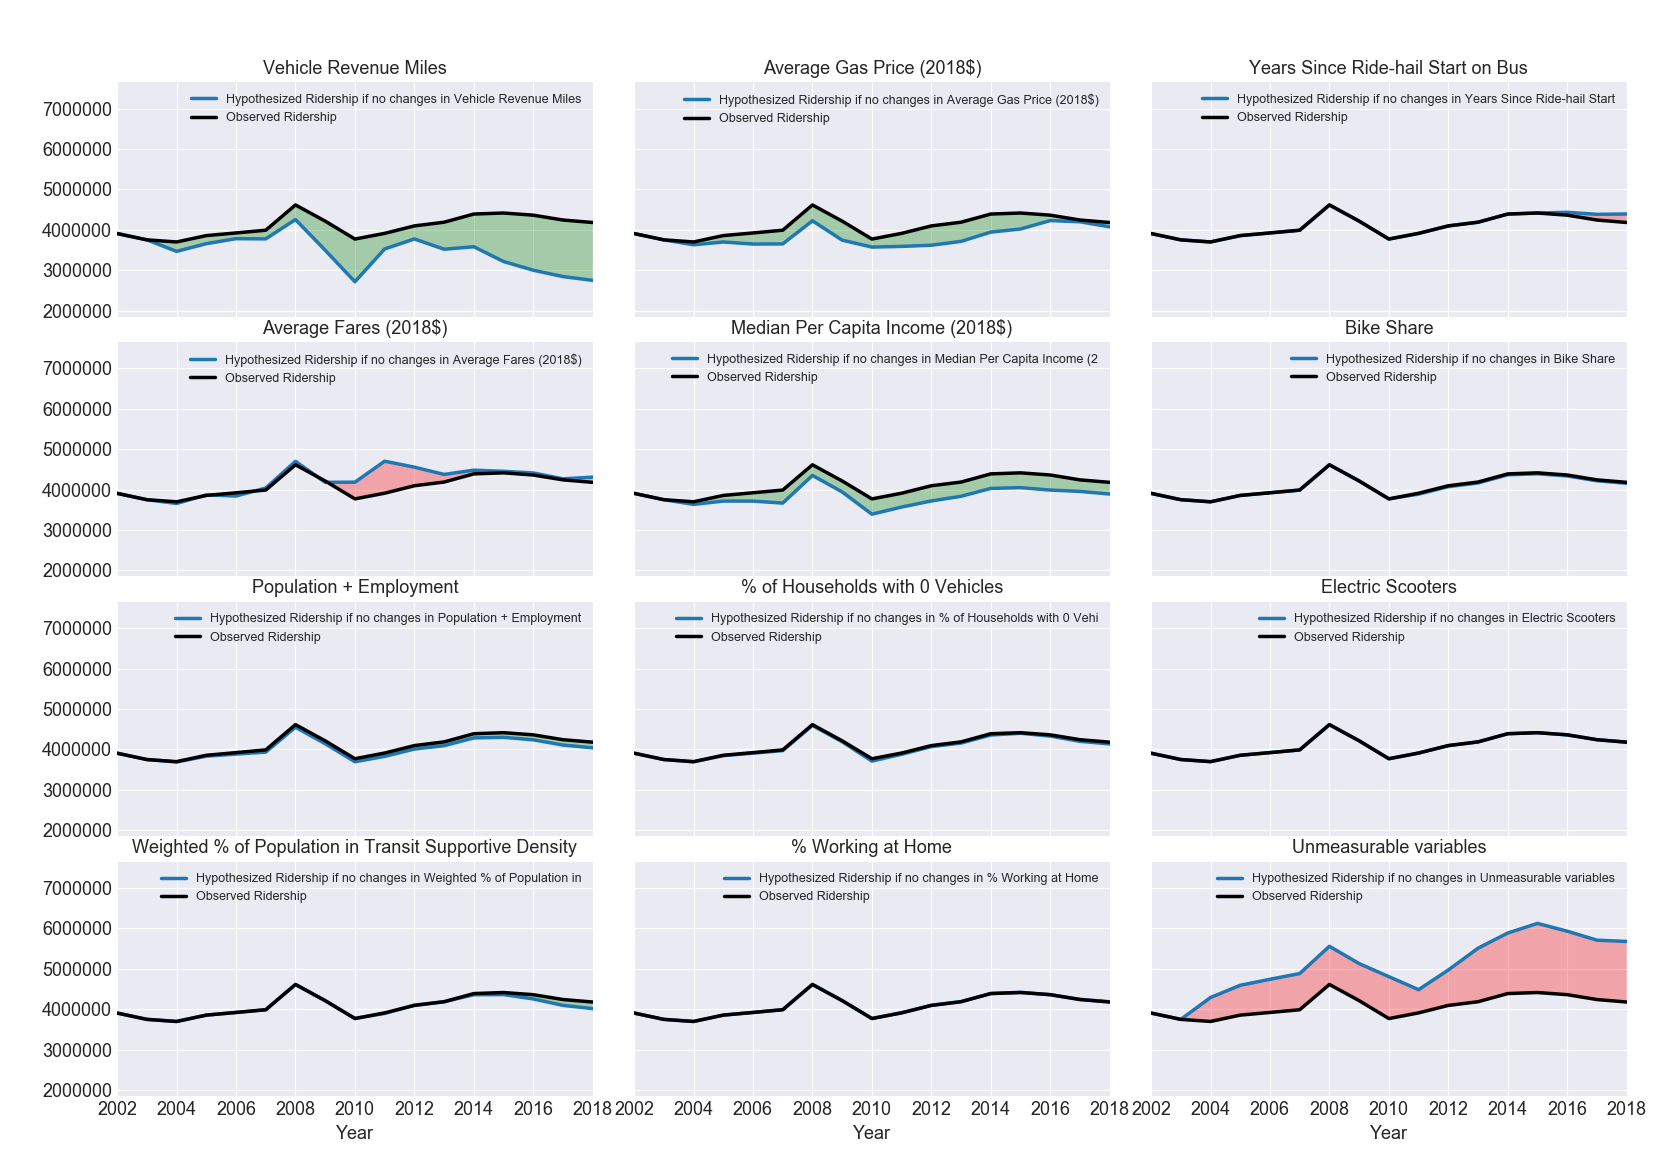 Vehicle Revenue Miles
Hypothesized Ridership if no changes in Vehicle Revenue Miles
Observed Ridership
7000000
6000000
5000000
4000000
3000000
2000000
Average Gas Price (2018$)
Hypothesized Ridership if no changes in Average Gas Price (2018$)
Observed Ridership
Years Since Ride-hail Start on Bus
Hypothesized Ridership if no changes in Years Since Ride-hail Start
Observed Ridership
Average Fares (2018$)
Hypothesized Ridership if no changes in Average Fares (2018$)
Observed Ridership
7000000
6000000
5000000
4000000
3000000
2000000
Median Per Capita Income (2018$)
Hypothesized Ridership if no changes in Median Per Capita Income (2
Observed Ridership
Bike Share
Hypothesized Ridership if no changes in Bike Share
Observed Ridership
Population + Employment
Hypothesized Ridership if no changes in Population + Employment
Observed Ridership
7000000
6000000
5000000
4000000
3000000
2000000
% of Households with 0 Vehicles
Hypothesized Ridership if no changes in % of Households with 0 Vehi
Observed Ridership
Electric Scooters
Hypothesized Ridership if no changes in Electric Scooters
Observed Ridership
Weighted % of Population in Transit Supportive Density
Hypothesized Ridership if no changes in Weighted % of Population in
Observed Ridership
7000000
6000000
5000000
4000000
3000000
2000000
2002 2004 2006 2008 2010 2012 2014 2016 2018
Year
% Working at Home
Hypothesized Ridership if no changes in % Working at Home
Observed Ridership
2002 2004 2006 2008 2010 2012 2014 2016 2018
Year
Unmeasurable variables
Hypothesized Ridership if no changes in Unmeasurable variables
Observed Ridership
2002 2004 2006 2008 2010 2012 2014 2016 2018
Year